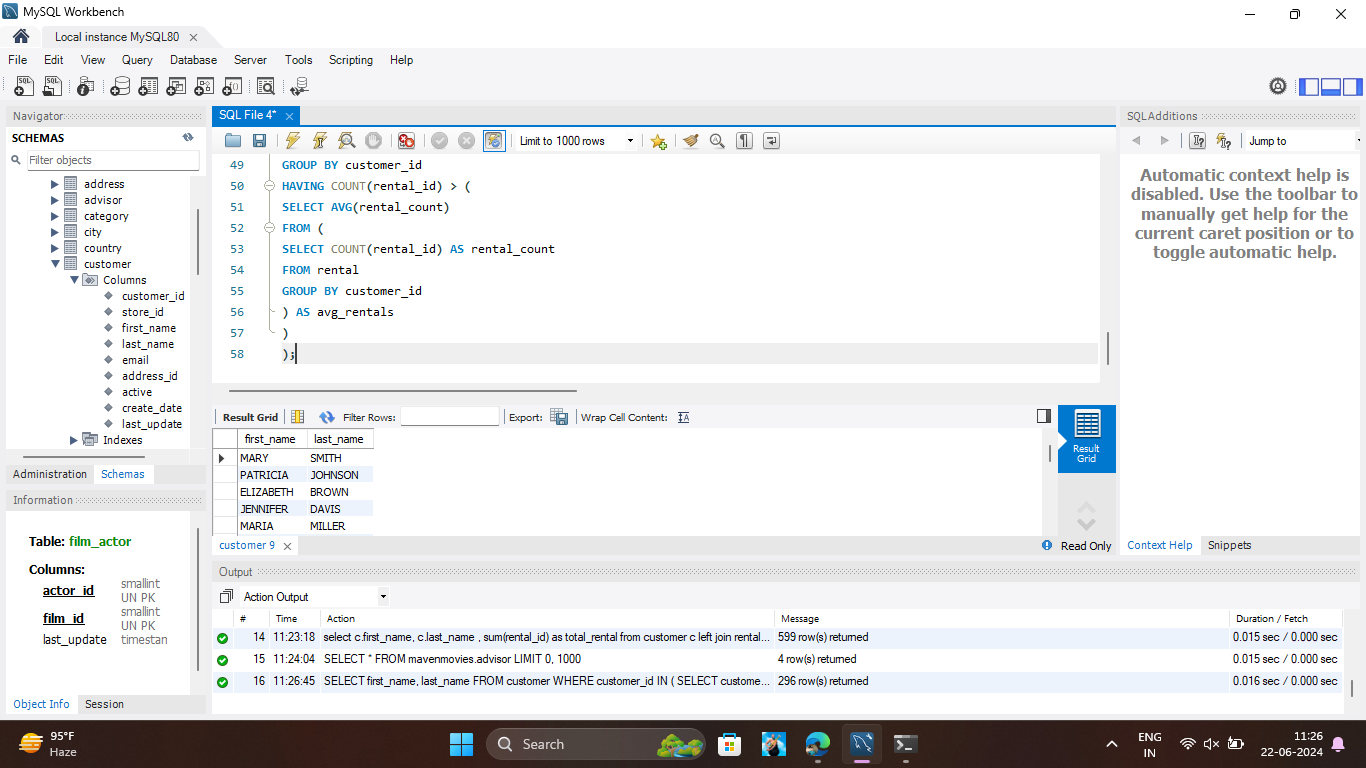 MySQL Workbench
Local instance MySQL80
File Edit View Query Database Server Tools Scripting Help
Navigator
SCHEMAS
Filter objects
address
advisor
category
city
country
customer
Columns
customer_id
store_id
first_name
last_name
email
address_id
active
create_date
last_update
Indexes
Administration Schemas
Information
Table: film_actor
Columns:
actor_id smallint UN PK
film_id smallint UN PK
last_update timestan
Object Info Session
SQL File 4*
Limit to 1000 rows
49 GROUP BY customer_id
50 HAVING COUNT(rental_id) > (
51 SELECT AVG(rental_count)
52 FROM (
53 SELECT COUNT(rental_id) AS rental_count
54 FROM rental
55 GROUP BY customer_id
56 ) AS avg_rentals
57 )
58 );
Result Grid Filter Rows: Export: Wrap Cell Content:
first_name last_name
MARY SMITH
PATRICIA JOHNSON
ELIZABETH BROWN
JENNIFER DAVIS
MARIA MILLER
Result Grid
customer 9
Read Only
SQLAdditions
Jump to
Automatic context help is
disabled. Use the toolbar to
manually get help for the
current caret position or to
toggle automatic help.
Context Help Snippets
Output
Action Output
# Time Action Message Duration / Fetch
14 11:23:18 select c.first_name, c.last_name , sum(rental_id) as total_rental from customer c left join rental... 599 row(s) returned 0.015 sec / 0.000 sec
15 11:24:04 SELECT * FROM mavenmovies.advisor LIMIT 0, 1000 4 row(s) returned 0.015 sec / 0.000 sec
16 11:26:45 SELECT first_name, last_name FROM customer WHERE customer_id IN ( SELECT custome... 296 row(s) returned 0.016 sec / 0.000 sec
95°F
Haze
Search
ENG
IN
11:26
22-06-2024